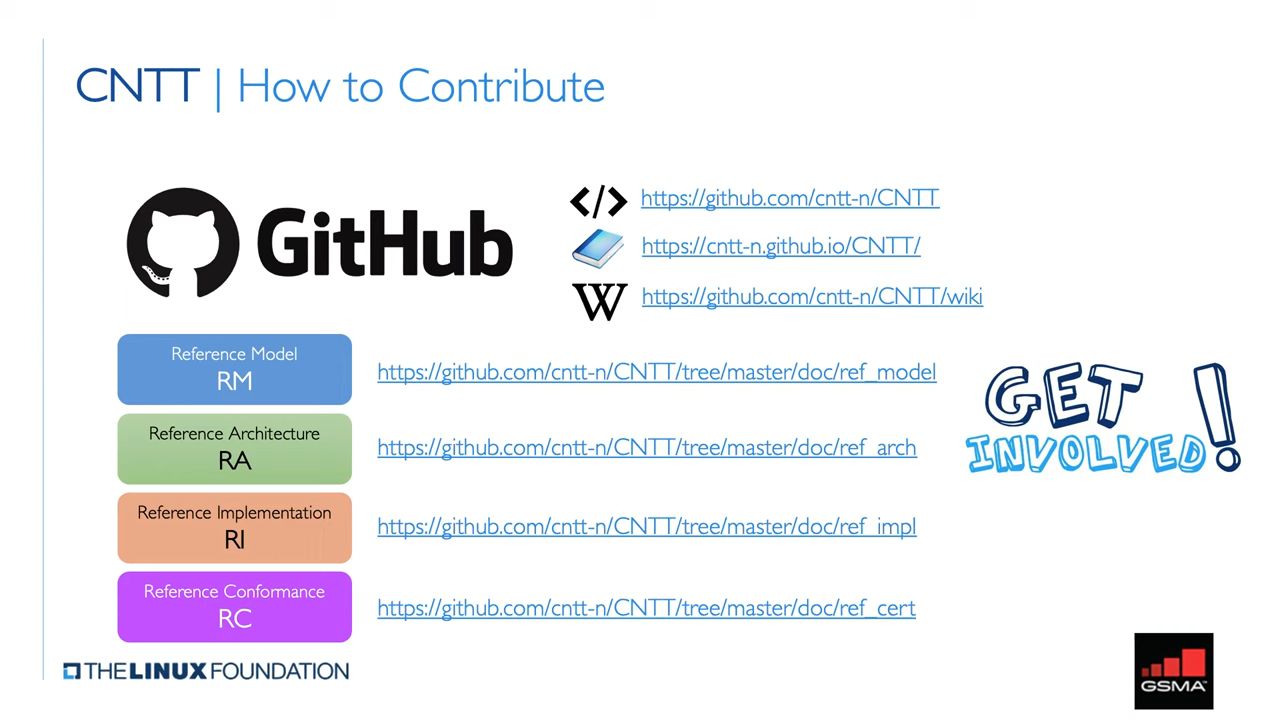 CNTT | How to Contribute
GitHub
</> https://github.com/cntt-n/CNTT
https://cntt-n.github.io/CNTT/
W https://github.com/cntt-n/CNTT/wiki
Reference Model
RM
https://github.com/cntt-n/CNTT/tree/master/doc/ref_model
GET
INVOLVED!
Reference Architecture
RA
https://github.com/cntt-n/CNTT/tree/master/doc/ref_arch
Reference Implementation
RI
https://github.com/cntt-n/CNTT/tree/master/doc/ref_impl
Reference Conformance
RC
https://github.com/cntt-n/CNTT/tree/master/doc/ref_cert
THE LINUX FOUNDATION
GSMA™